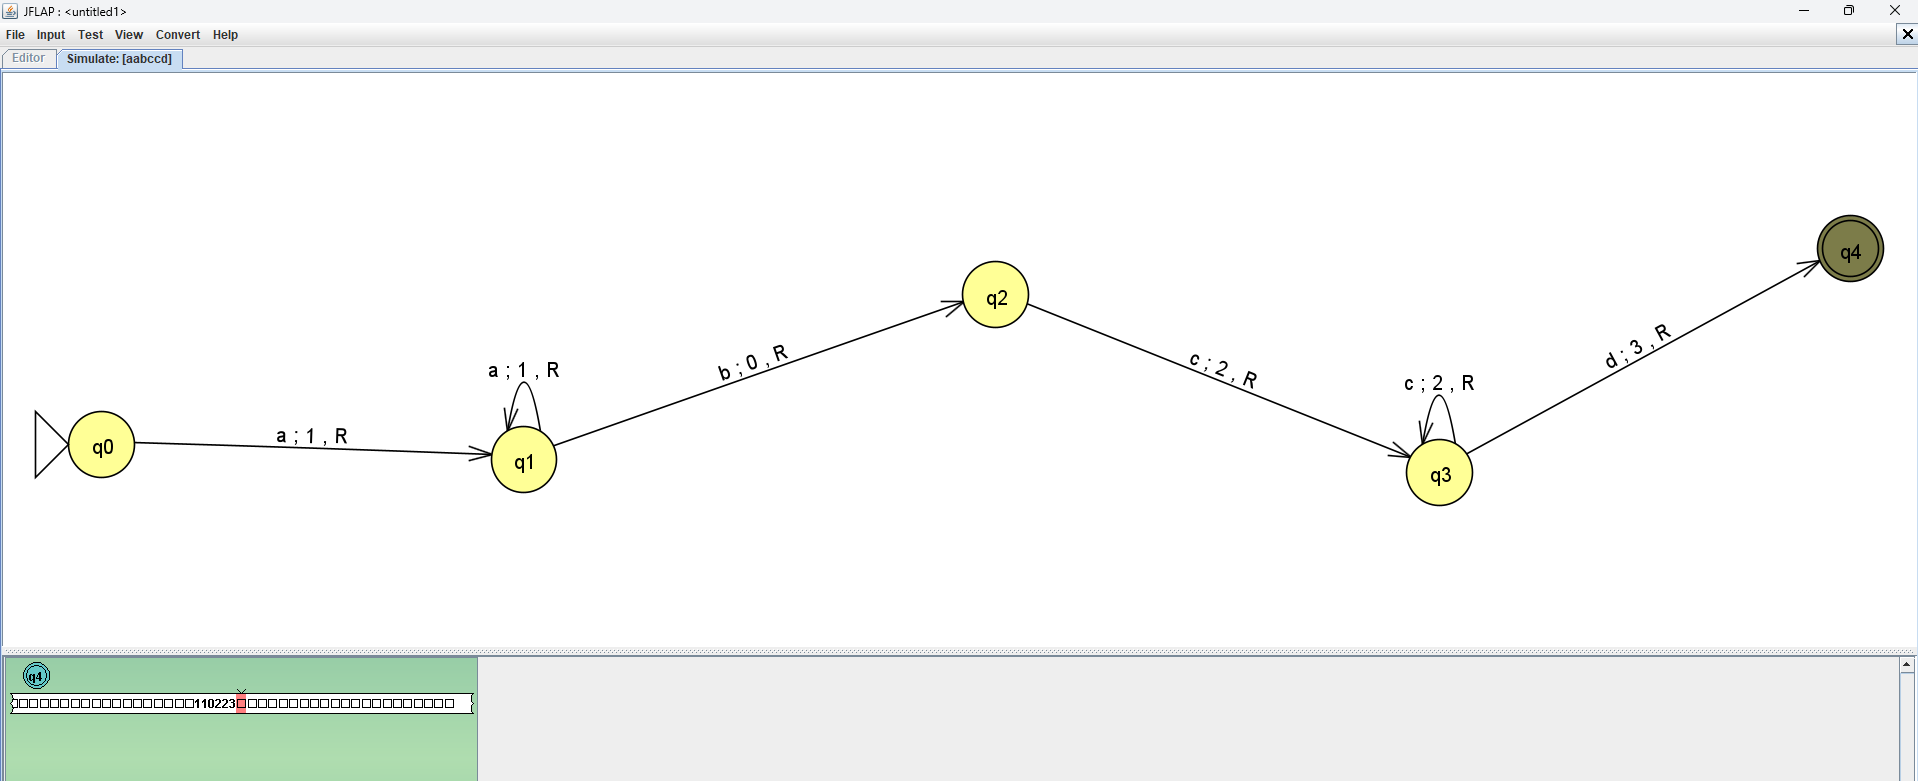 JFLAP : <untitled1>
File Input Test View Convert Help
Editor Simulate: [aabccd]
q4
d ; 3 , R
q2
b ; 0 , R
c ; 2 , R
a ; 1 , R
c ; 2 , R
a ; 1 , R
q0
q1
q3
q4
110223